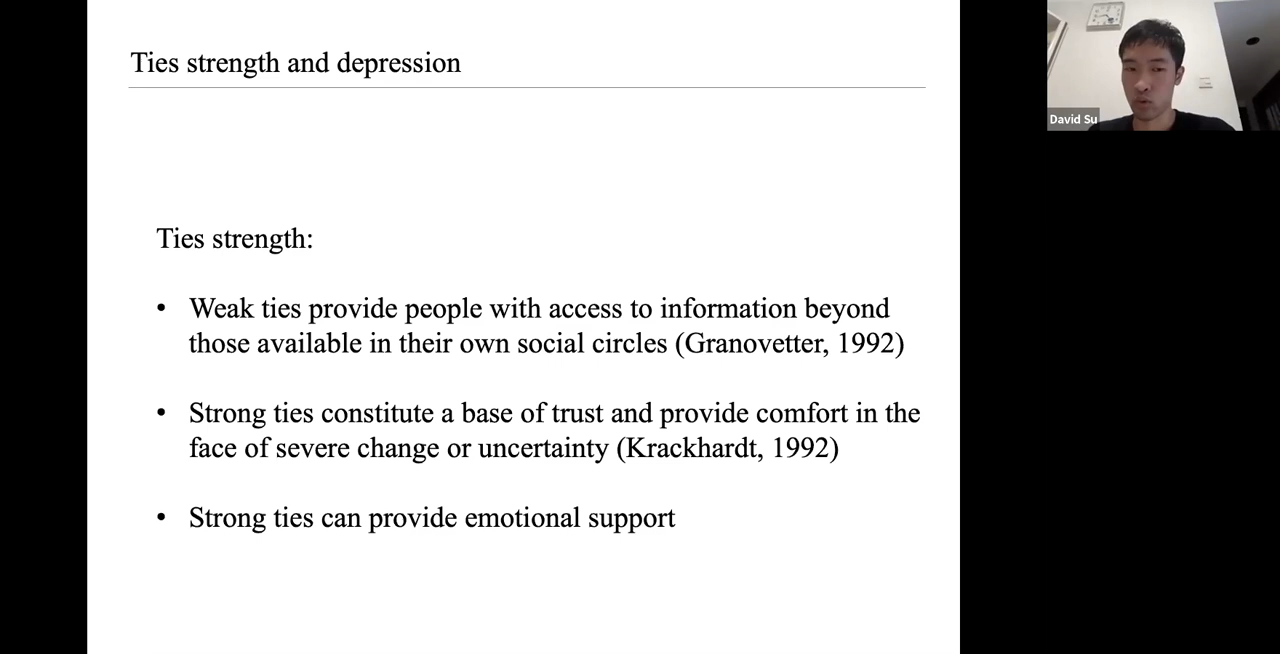 Ties strength and depression
Ties strength:
• Weak ties provide people with access to information beyond
those available in their own social circles (Granovetter, 1992)
• Strong ties constitute a base of trust and provide comfort in the
face of severe change or uncertainty (Krackhardt, 1992)
• Strong ties can provide emotional support
David Su